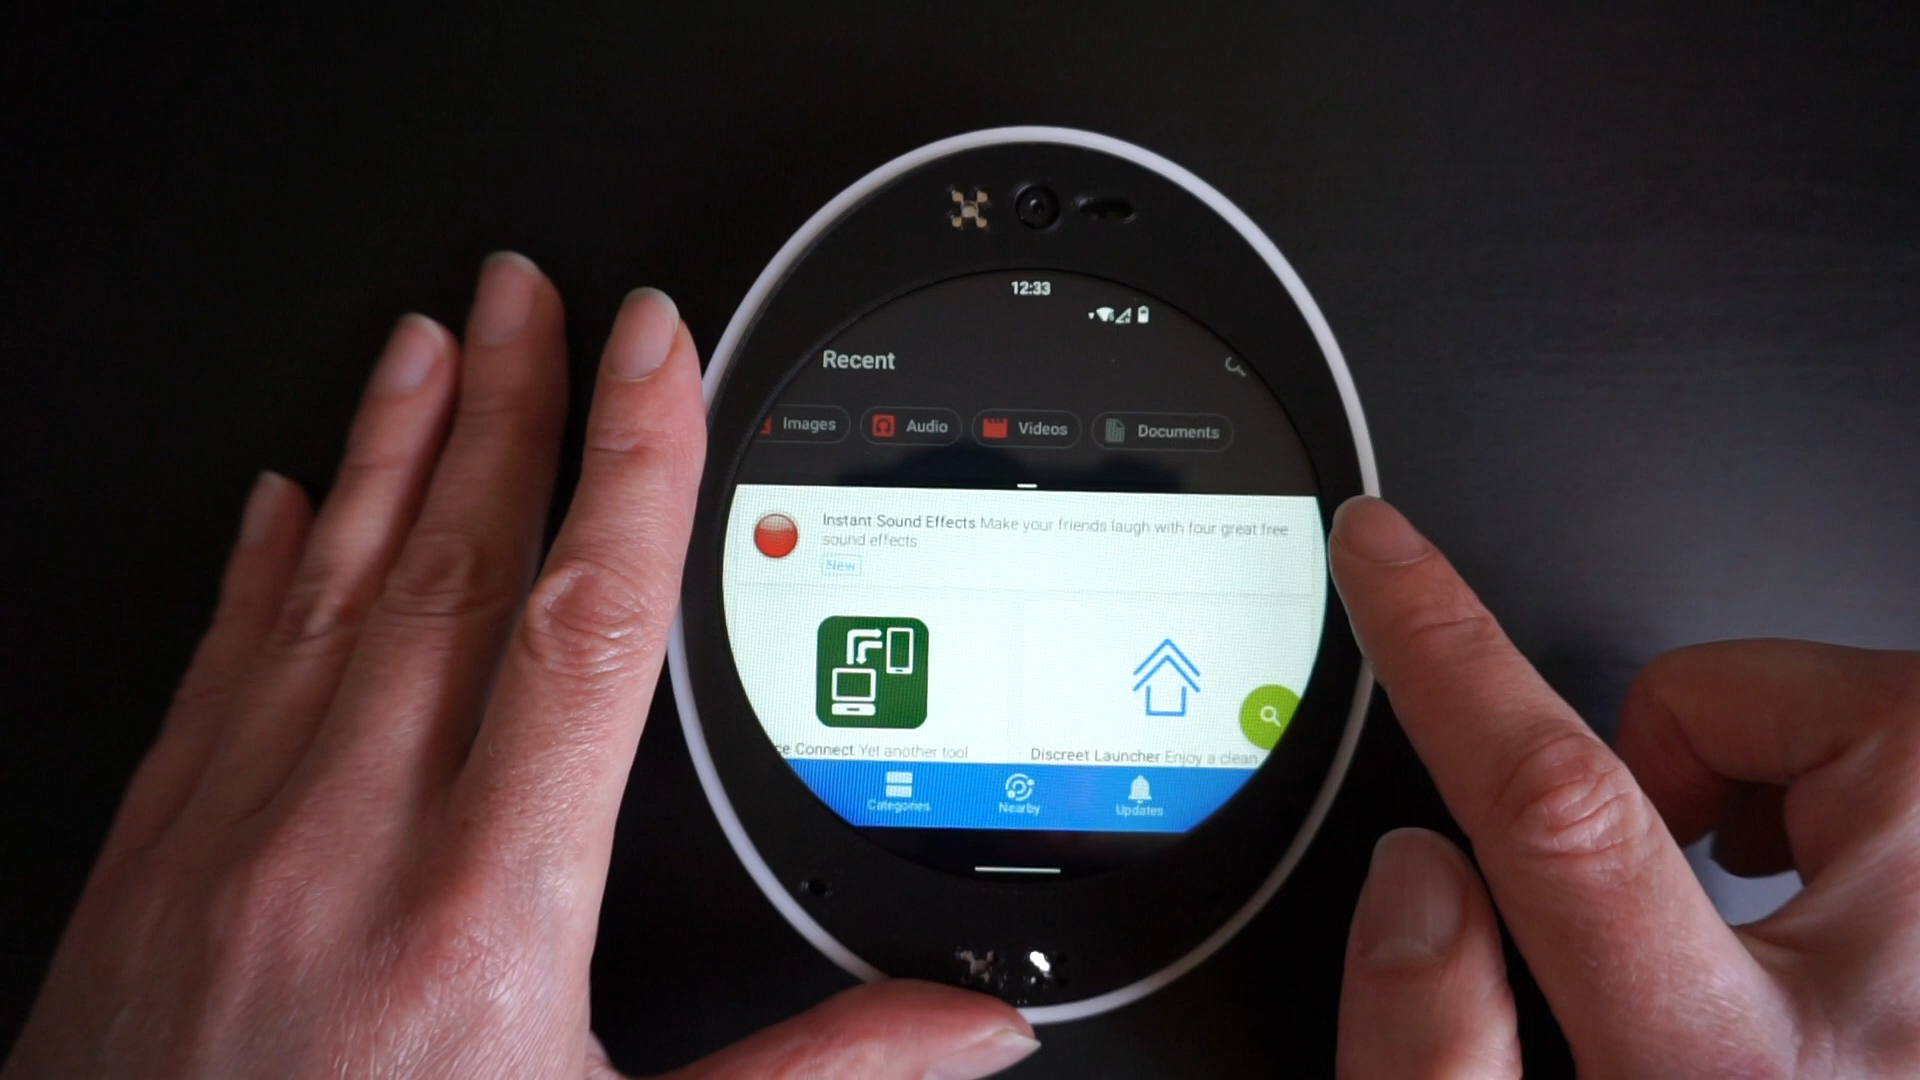 12:33
Recent
Images Audio Videos Documents
Instant Sound Effects Make your friends laugh with four great free
sound effects
New
ce Connect Yet another tool
Discreet Launcher Enjoy a clean
Categories Nearby Updates